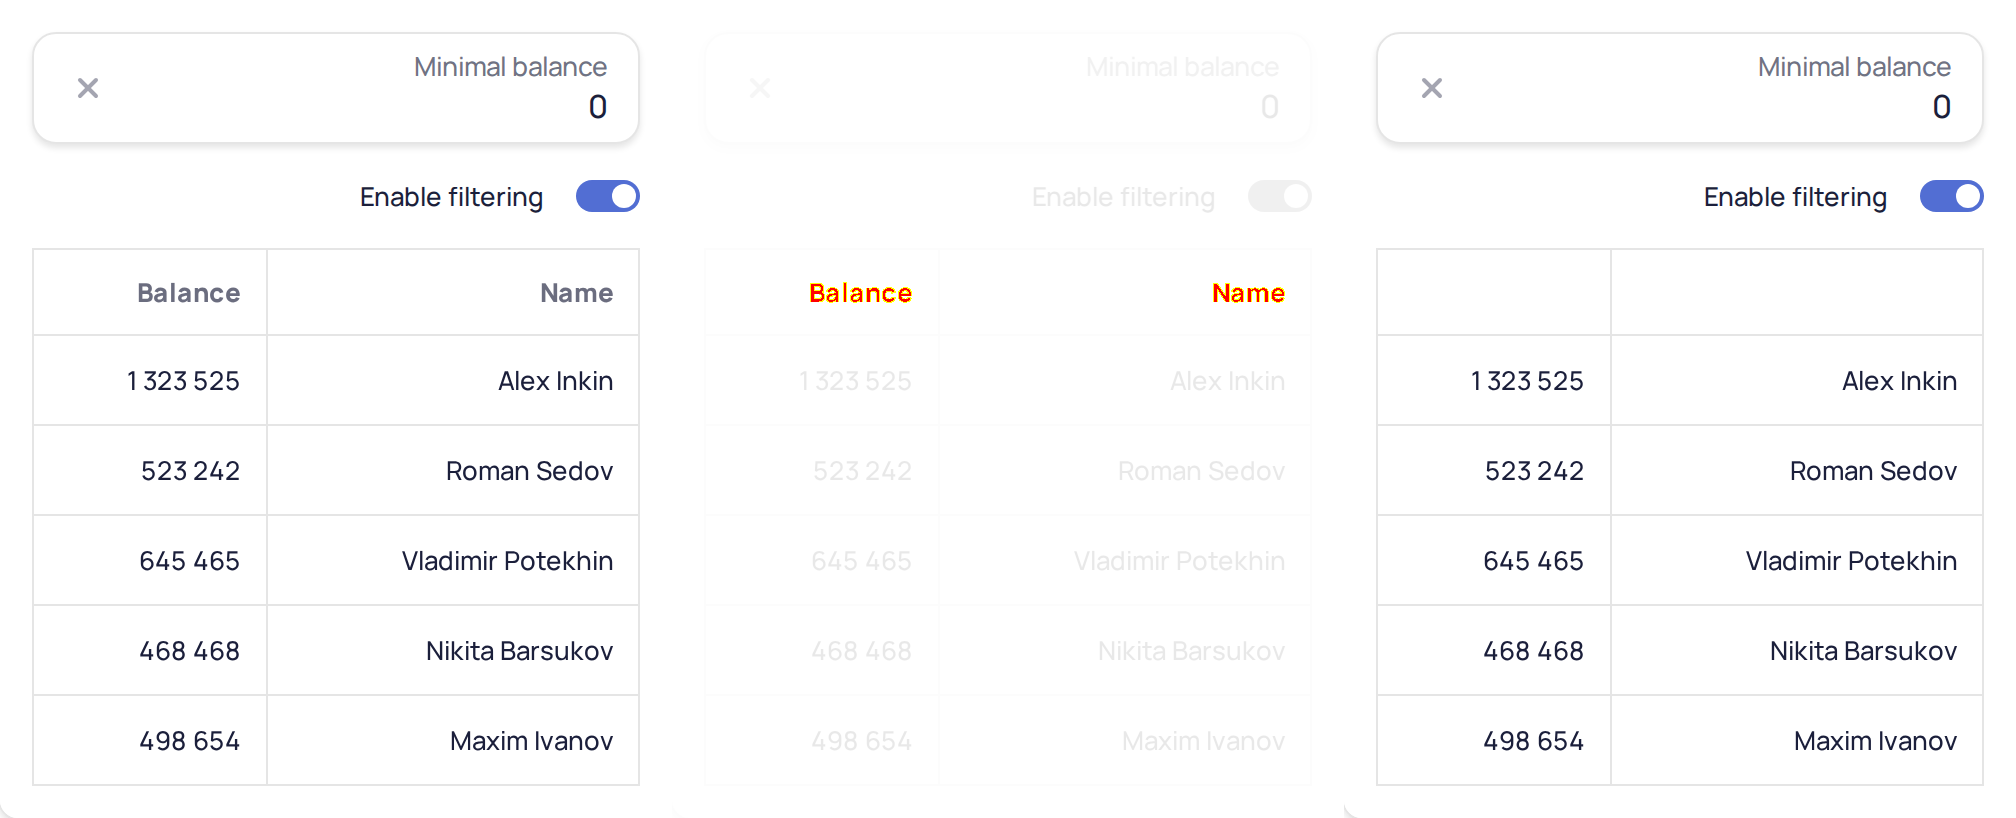 Minimal balance
0
Enable filtering
Balance Name
1 323 525 Alex Inkin
523 242 Roman Sedov
645 465 Vladimir Potekhin
468 468 Nikita Barsukov
498 654 Maxim Ivanov
Minimal balance
0
Enable filtering
Balance Name
1 323 525 Alex Inkin
523 242 Roman Sedov
645 465 Vladimir Potekhin
468 468 Nikita Barsukov
498 654 Maxim Ivanov
Minimal balance
0
Enable filtering
1 323 525 Alex Inkin
523 242 Roman Sedov
645 465 Vladimir Potekhin
468 468 Nikita Barsukov
498 654 Maxim Ivanov